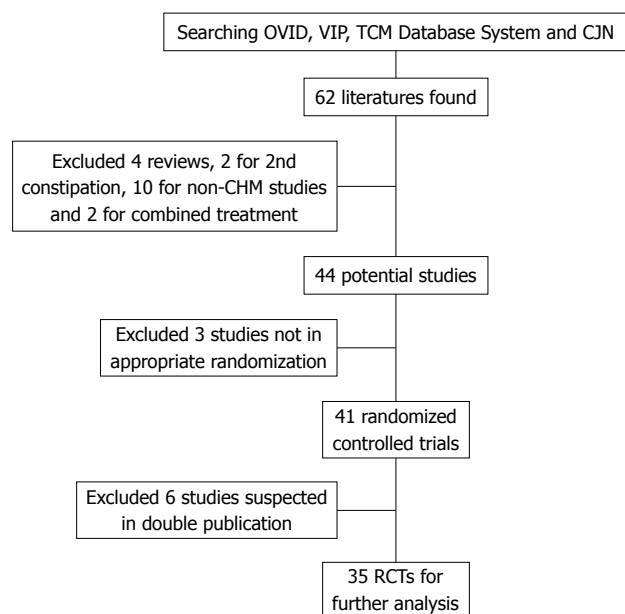 Searching OVID, VIP, TCM Database System and CJN
62 literatures found
Excluded 4 reviews, 2 for 2nd
constipation, 10 for non-CHM studies
and 2 for combined treatment
44 potential studies
Excluded 3 studies not in
appropriate randomization
41 randomized
controlled trials
Excluded 6 studies suspected
in double publication
35 RCTs for
further analysis